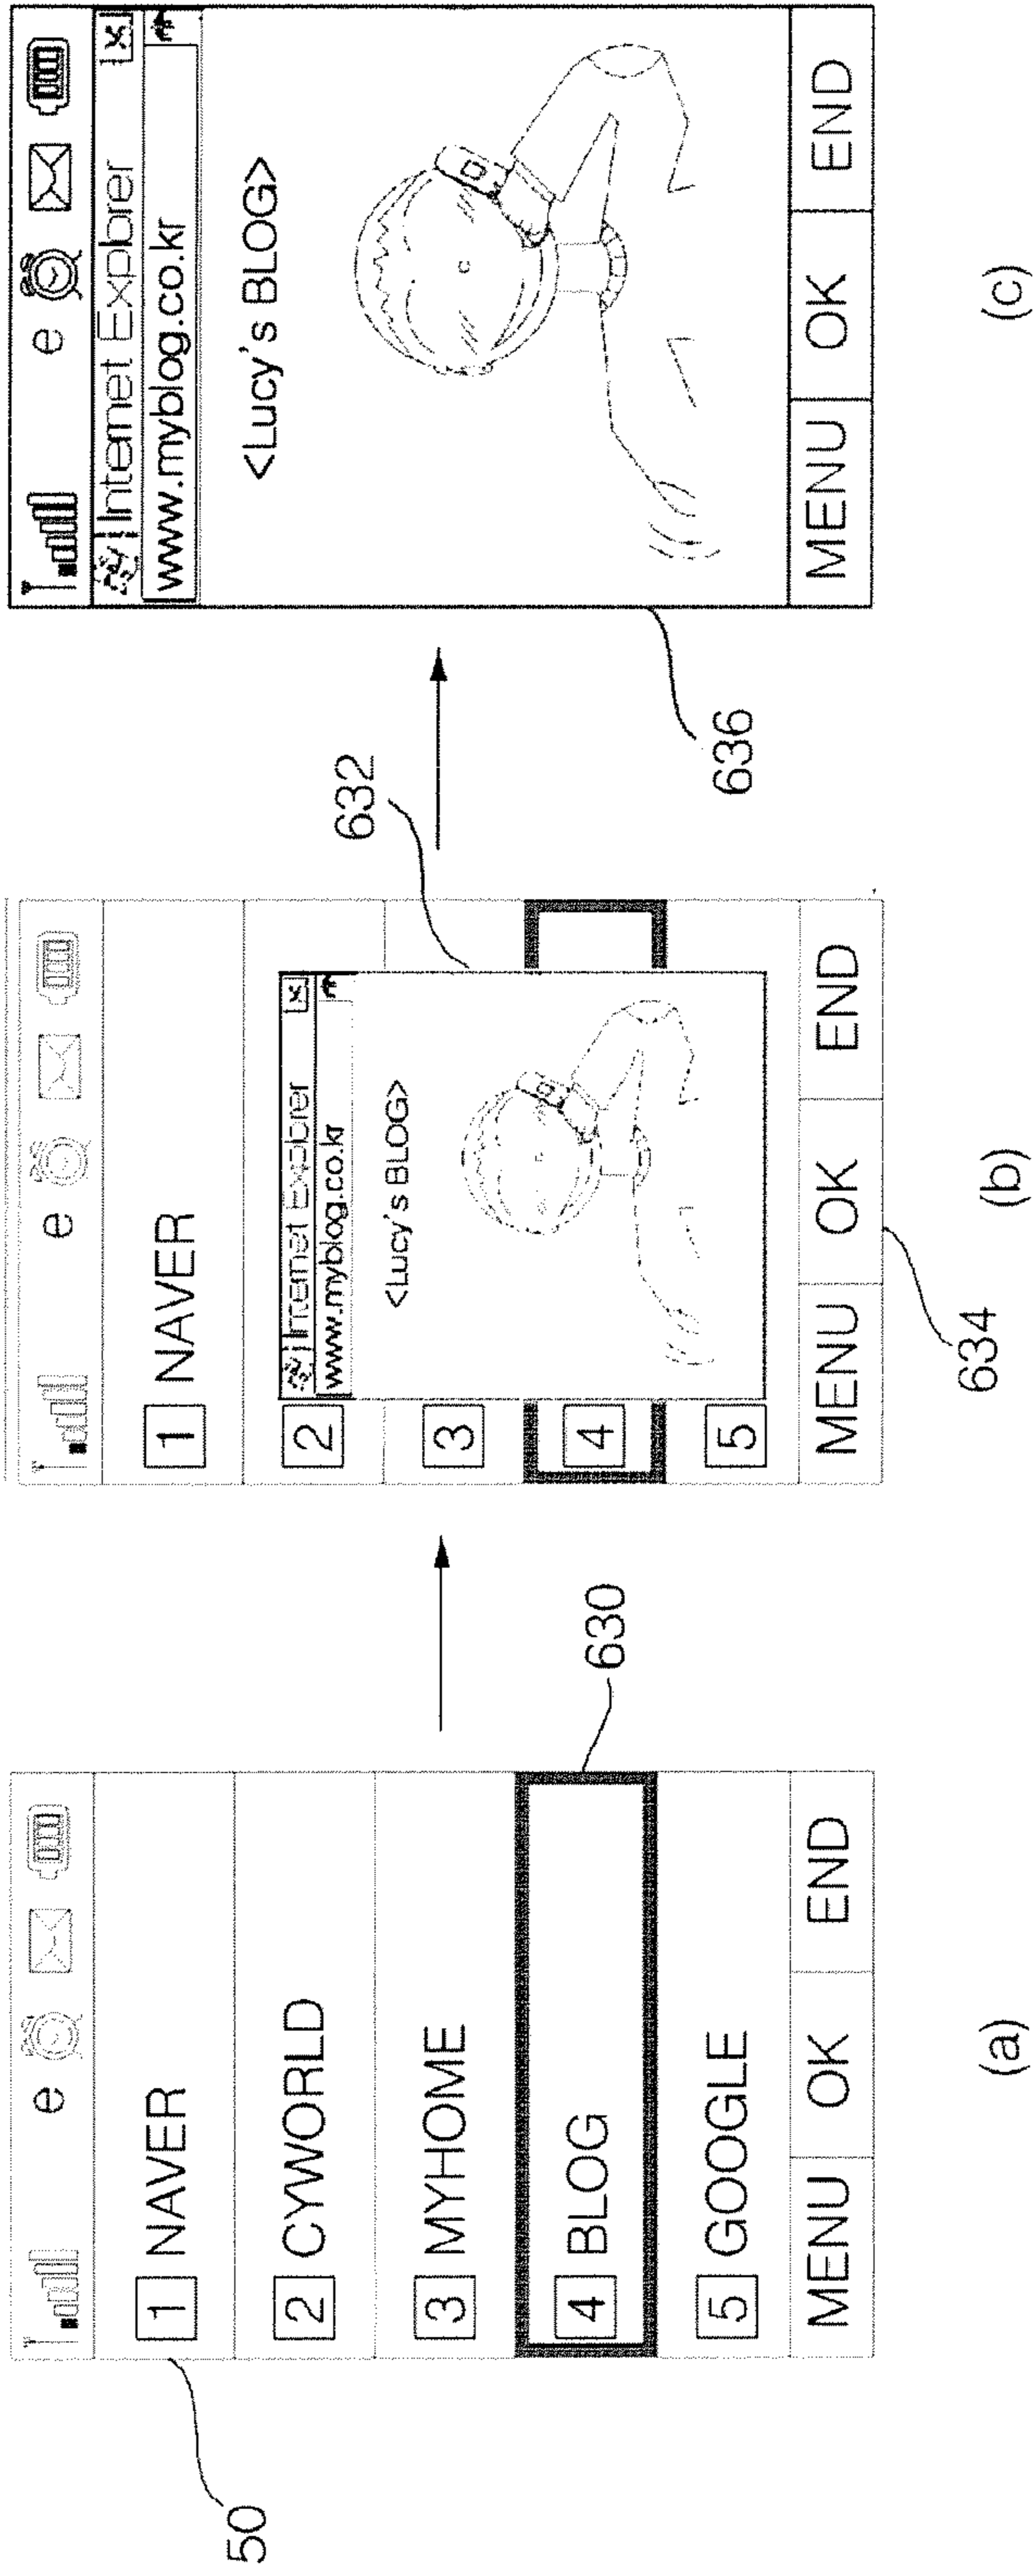 50
e
1 NAVER
2 CYWORLD
3 MYHOME
4 BLOG
5 GOOGLE
MENU OK END
630
(a)
e
1 NAVER
2
3
4
5
Internet Explorer
www.myblog.co.kr
<Lucy's BLOG>
MENU OK END
632
634
(b)
e
Internet Explorer
www.myblog.co.kr
<Lucy's BLOG>
MENU OK END
636
(c)